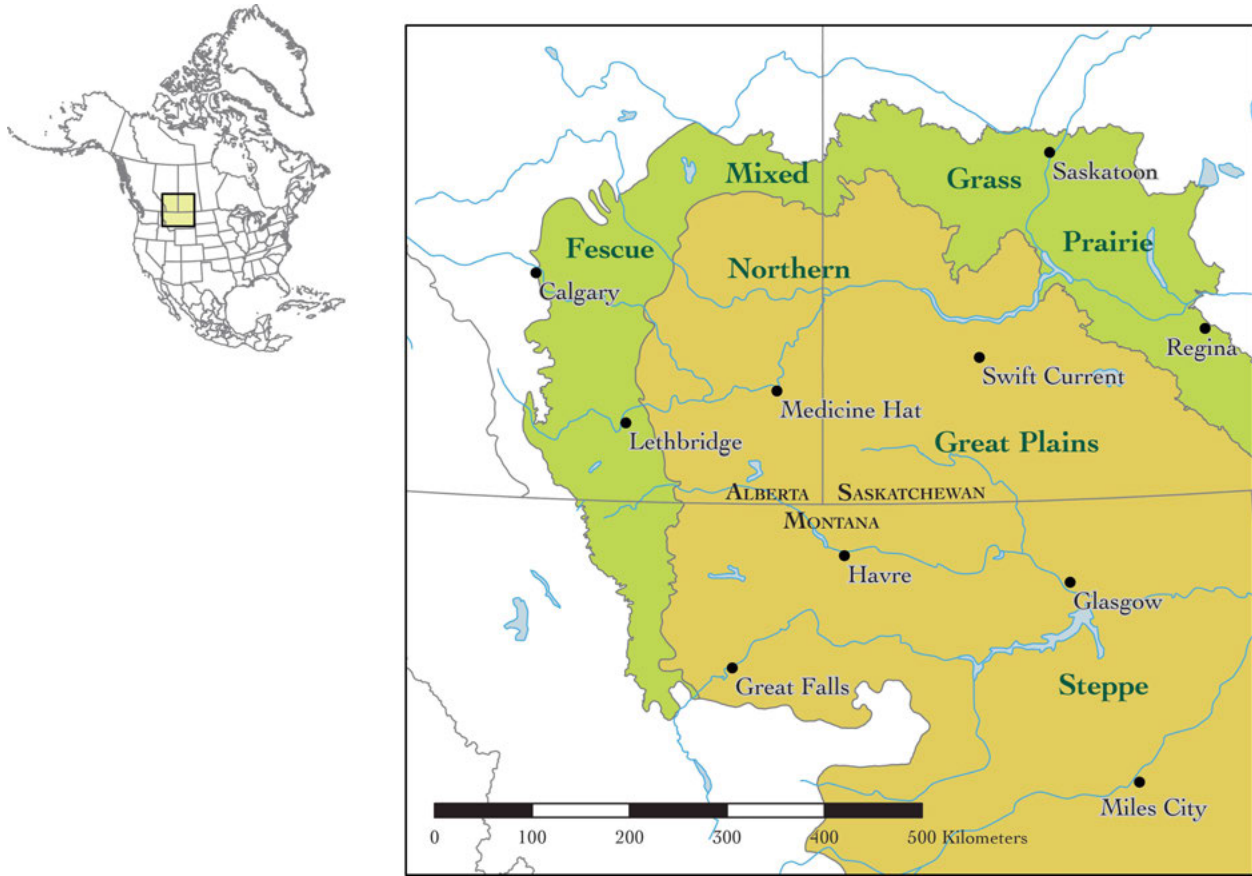 Mixed
Grass
Saskatoon
Fescue
Prairie
Northern
Calgary
Regina
Swift Current
Medicine Hat
Lethbridge
Great Plains
ALBERTA
SASKATCHEWAN
MONTANA
Havre
Glasgow
Great Falls
Steppe
Miles City
0 100 200 300 400 500 Kilometers